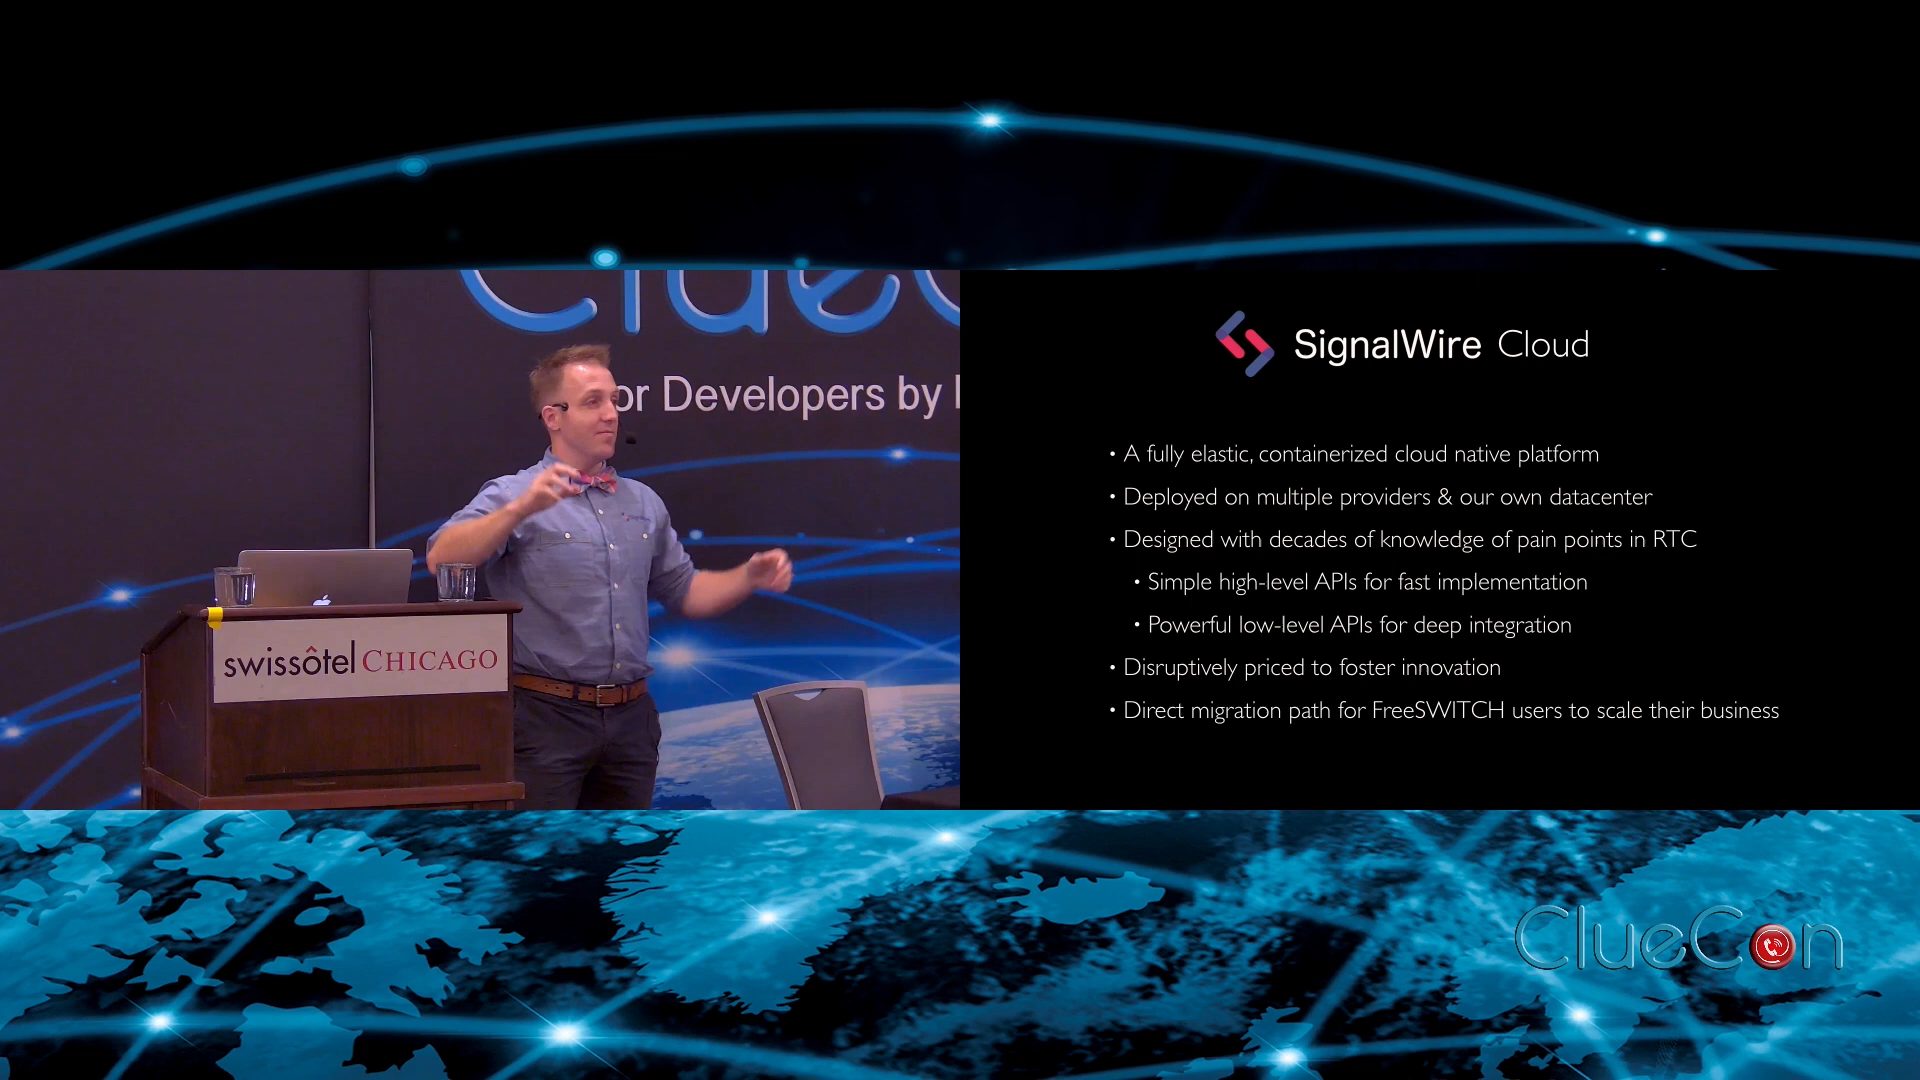 ClueC
or Developers by
swissôtel CHICAGO
SignalWire Cloud
• A fully elastic, containerized cloud native platform
• Deployed on multiple providers & our own datacenter
• Designed with decades of knowledge of pain points in RTC
• Simple high-level APIs for fast implementation
• Powerful low-level APIs for deep integration
• Disruptively priced to foster innovation
• Direct migration path for FreeSWITCH users to scale their business
ClueCon